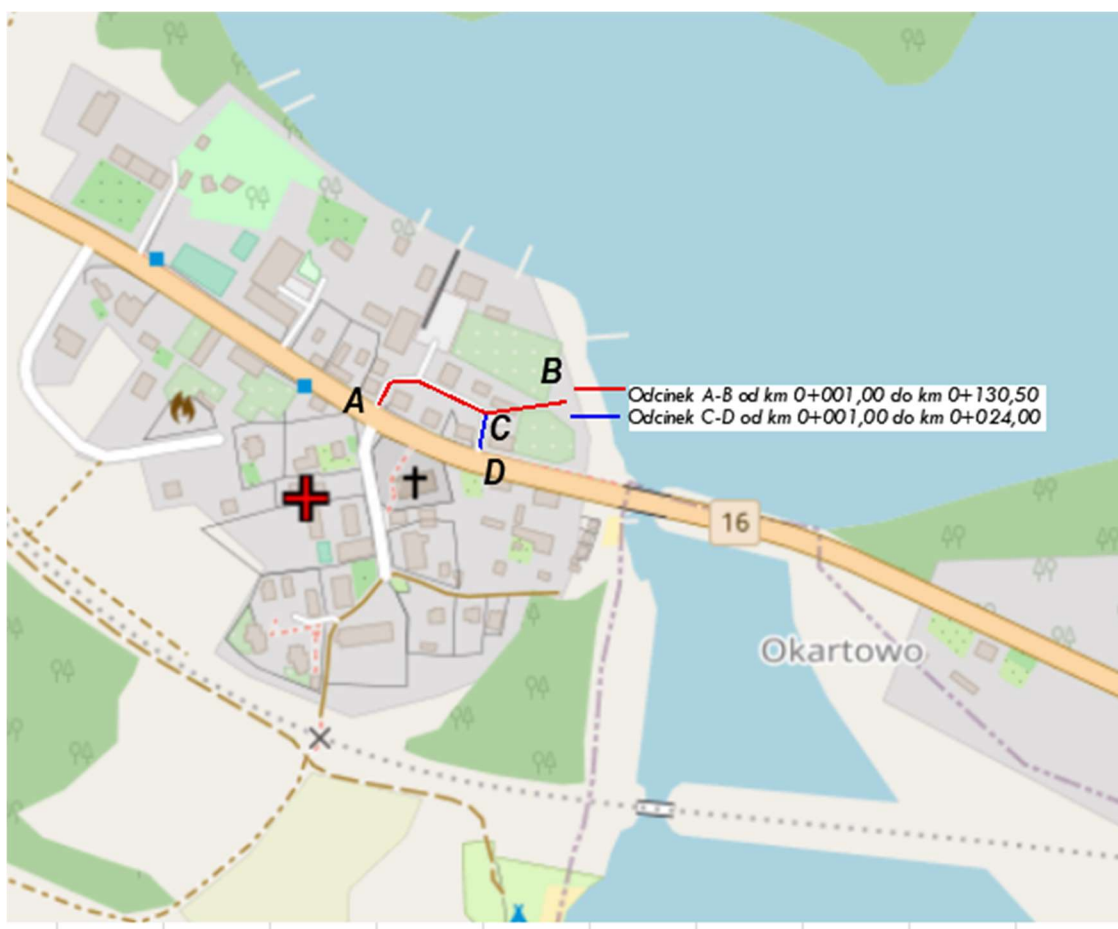 B
A
Odcinek A-B od km 0+001,00 do km 0+130,50
Odcinek C-D od km 0+001,00 do km 0+024,00
C
D
16
Okartowo